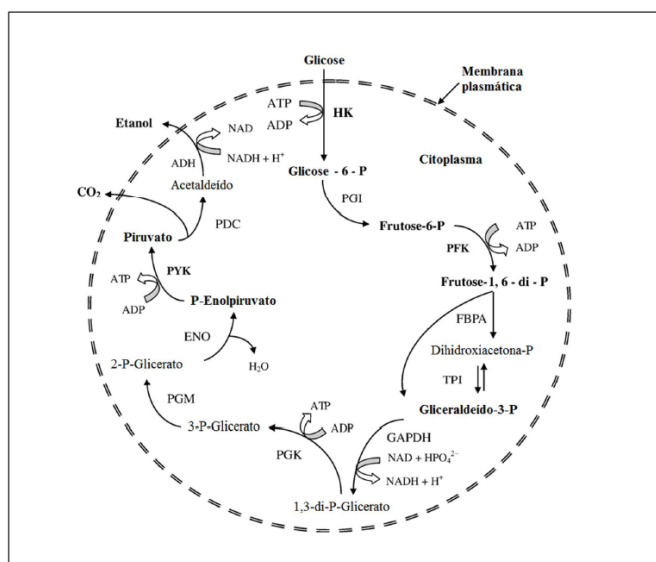 Glicose
Membrana
plasmática
ATP
HK
ADP
Etanol
NAD
Citoplasma
ADH
NADH + H⁺
Acetaldeído
Glicose - 6 - P
PGI
CO₂
PDC
Frutose-6-P
ATP
Piruvato
PFK
ADP
PYK
ATP
Frutose-1, 6 - di - P
ADP
P-Enolpiruvato
FBPA
ENO
Dihidroxiacetona-P
2-P-Glicerato
H₂O
TPI
PGM
ATP
Gliceraldeído-3-P
3-P-Glicerato
ADP
GAPDH
PGK
NAD + HPO₄²⁻
NADH + H⁺
1,3-di-P-Glicerato